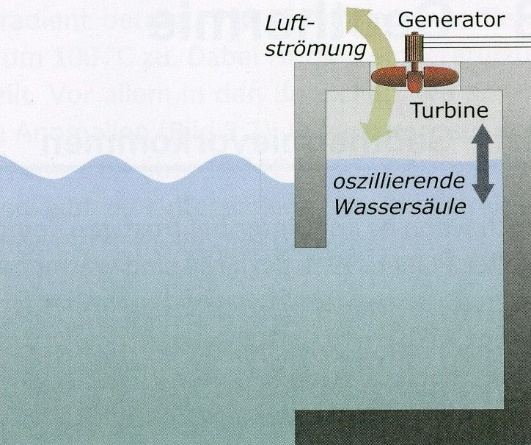 Luft-
strömung
Generator
Turbine
oszillierende
Wassersäule